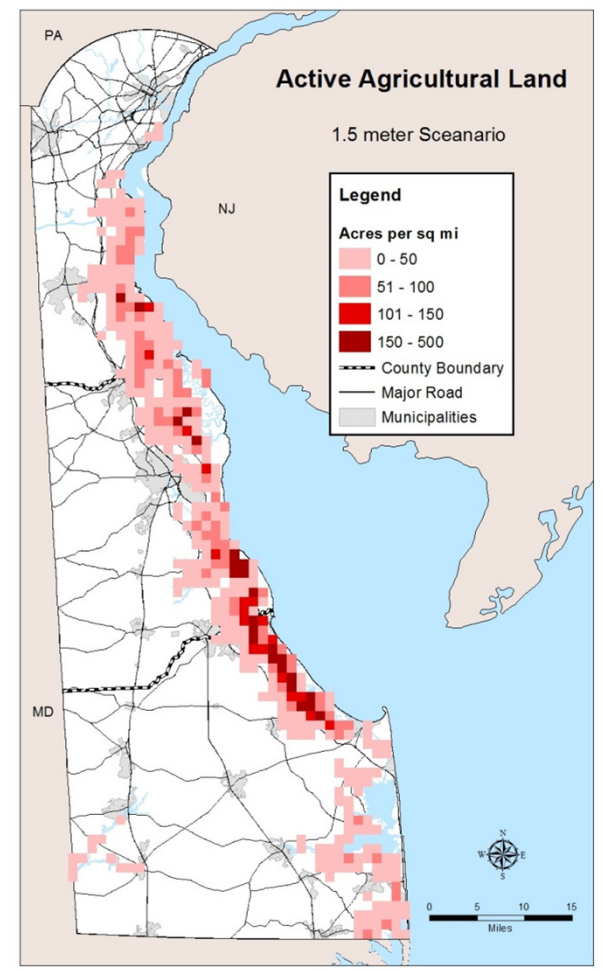 PA
Active Agricultural Land
1.5 meter Sceanario
NJ
Legend
Acres per sq mi
0 - 50
51 - 100
101 - 150
150 - 500
County Boundary
Major Road
Municipalities
MD
N
W E
S
0 5 10 15
Miles